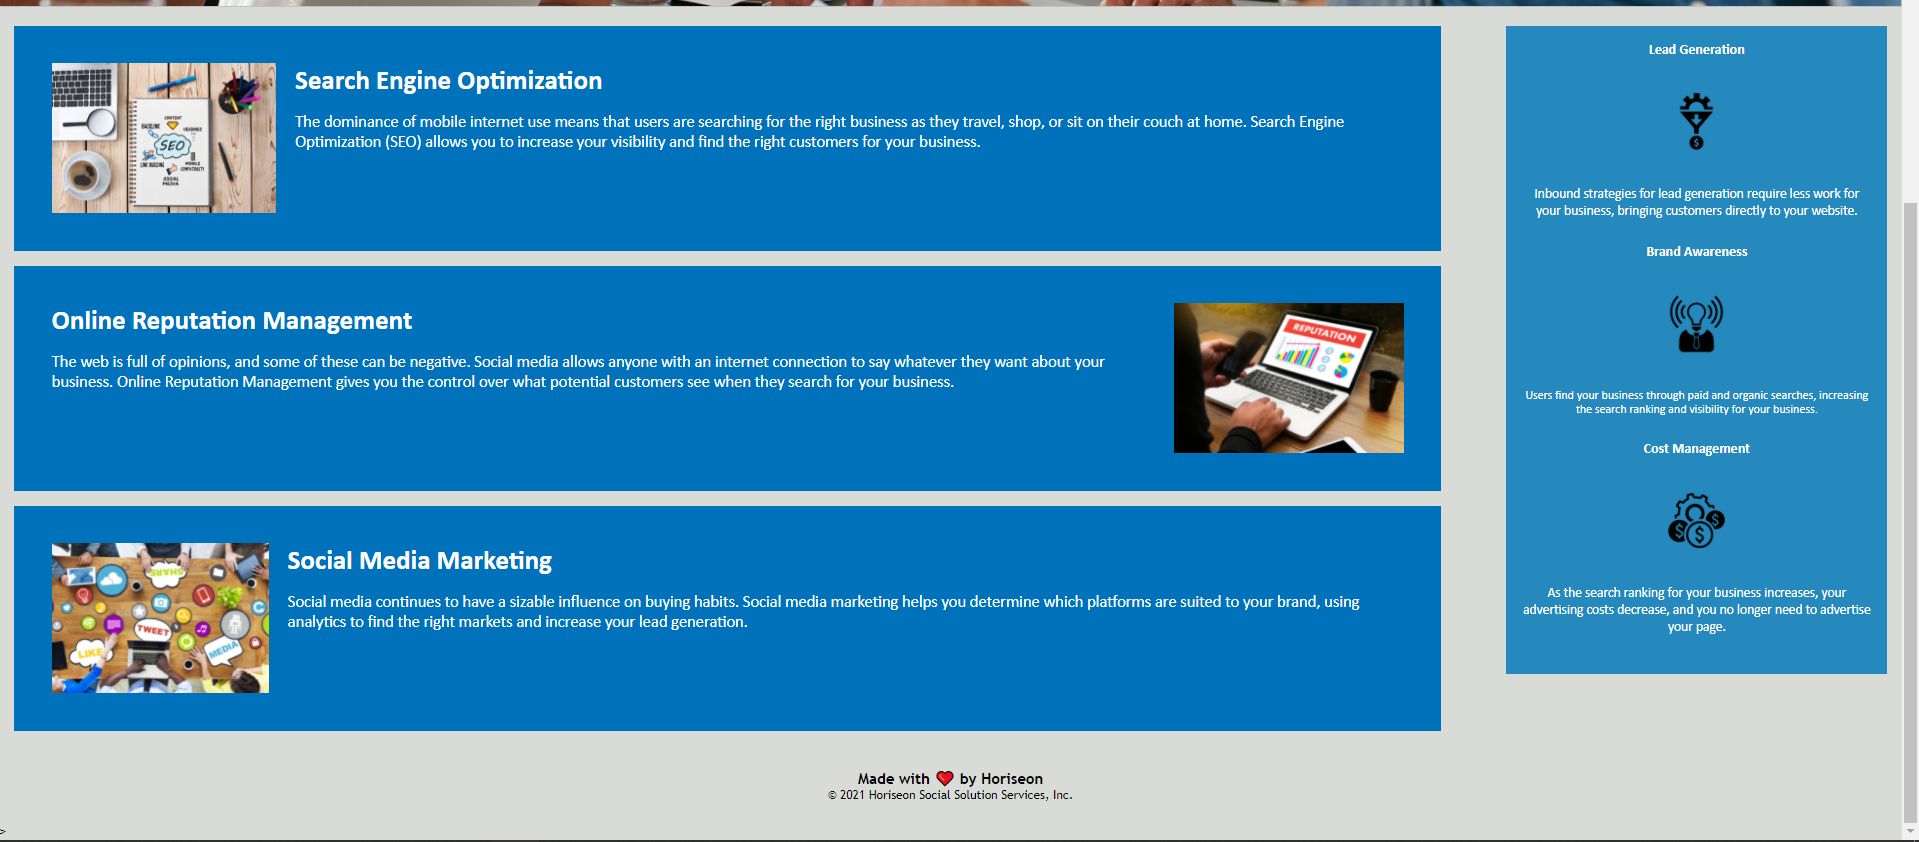 Search Engine Optimization
The dominance of mobile internet use means that users are searching for the right business as they travel, shop, or sit on their couch at home. Search Engine
Optimization (SEO) allows you to increase your visibility and find the right customers for your business.
CONTENT
BACKLINK
HEADINGS
SEO
LINK BUILDING
MOBILE
COMPATIBILITY
SOCIAL
MEDIA
Online Reputation Management
The web is full of opinions, and some of these can be negative. Social media allows anyone with an internet connection to say whatever they want about your
business. Online Reputation Management gives you the control over what potential customers see when they search for your business.
REPUTATION
Social Media Marketing
Social media continues to have a sizable influence on buying habits. Social media marketing helps you determine which platforms are suited to your brand, using
analytics to find the right markets and increase your lead generation.
SHARE
TWEET
LIKE
MEDIA
Lead Generation
Inbound strategies for lead generation require less work for
your business, bringing customers directly to your website.
Brand Awareness
Users find your business through paid and organic searches, increasing
the search ranking and visibility for your business.
Cost Management
As the search ranking for your business increases, your
advertising costs decrease, and you no longer need to advertise
your page.
Made with ❤ by Horiseon
© 2021 Horiseon Social Solution Services, Inc.
>